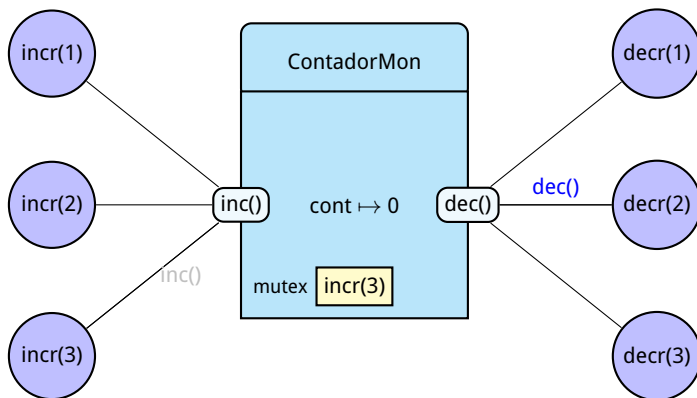 incr(1)
ContadorMon
decr(1)
dec()
incr(2)
inc()
cont ↦ 0
dec()
decr(2)
inc()
mutex incr(3)
incr(3)
decr(3)